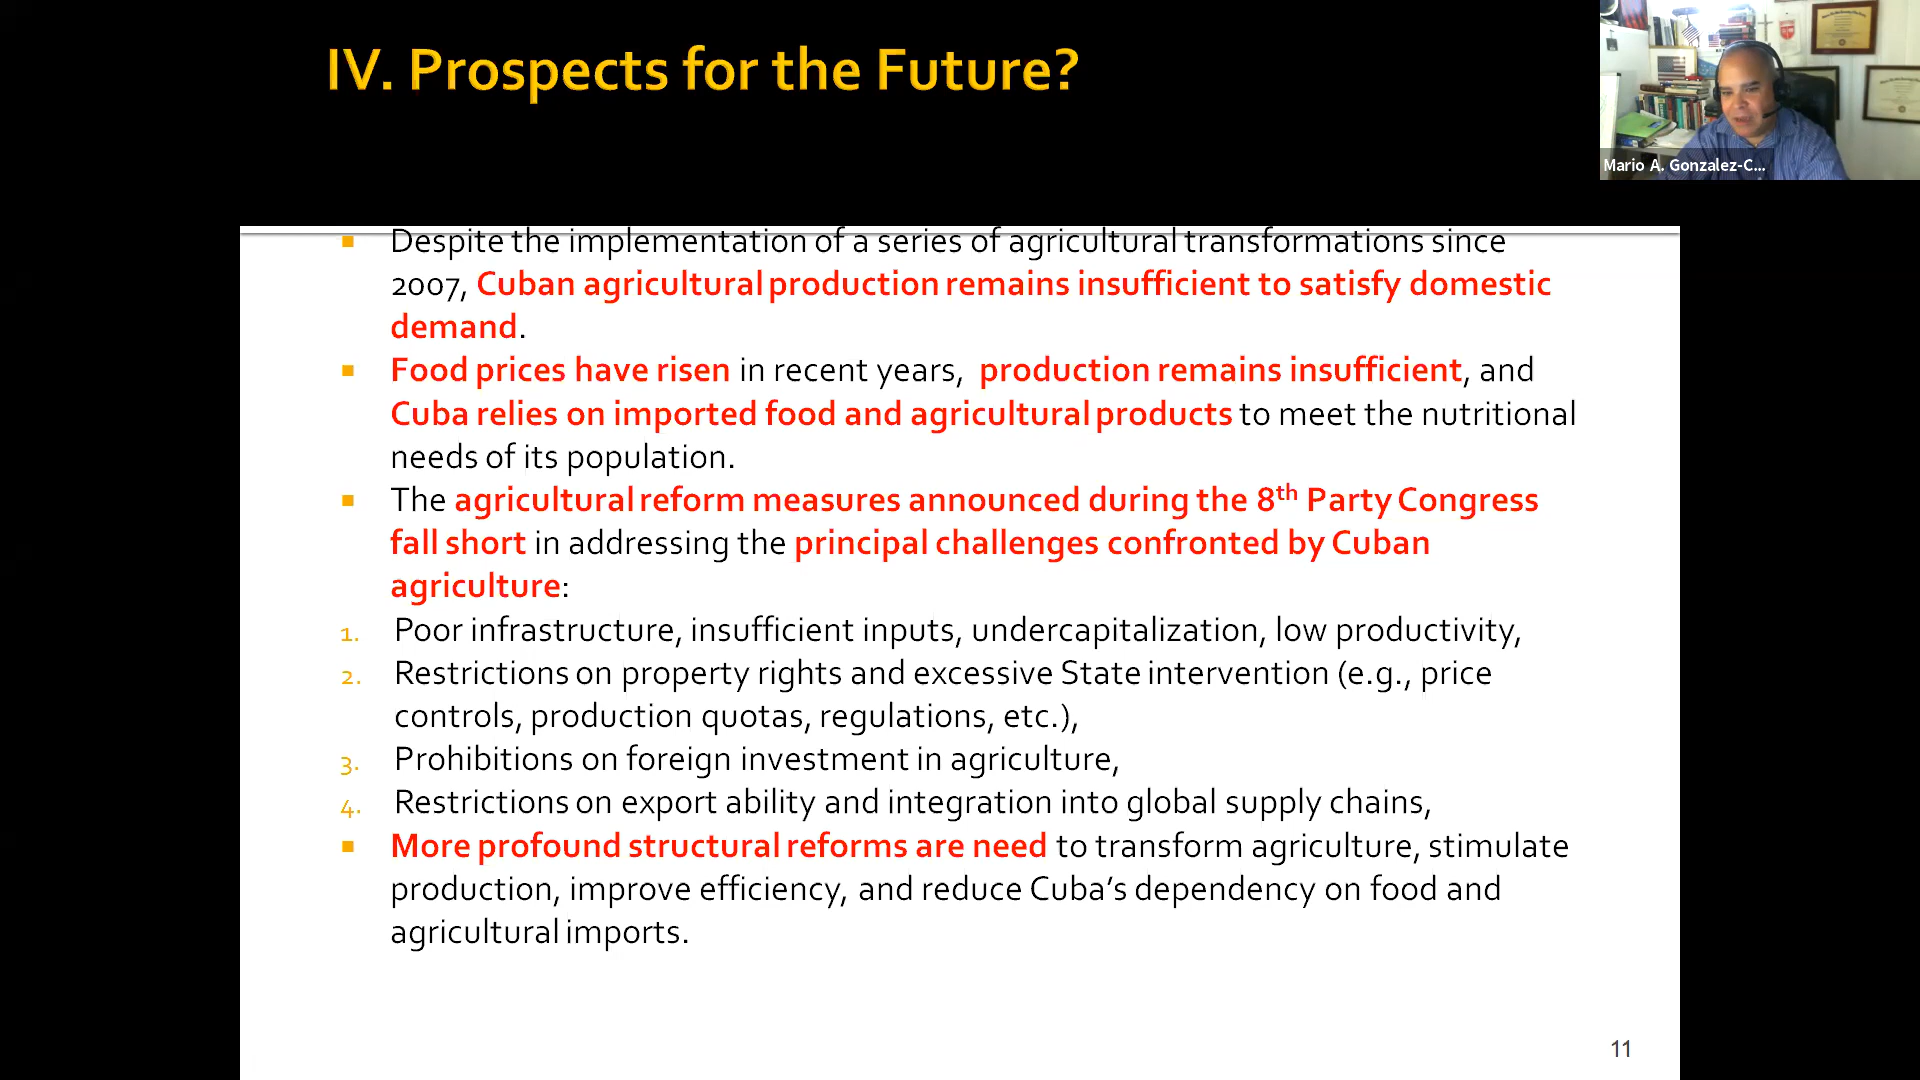 IV. Prospects for the Future?
Mario A. Gonzalez-C...
Despite the implementation of a series of agricultural transformations since
2007, Cuban agricultural production remains insufficient to satisfy domestic
demand.
Food prices have risen in recent years, production remains insufficient, and
Cuba relies on imported food and agricultural products to meet the nutritional
needs of its population.
The agricultural reform measures announced during the 8th Party Congress
fall short in addressing the principal challenges confronted by Cuban
agriculture:
1. Poor infrastructure, insufficient inputs, undercapitalization, low productivity,
2. Restrictions on property rights and excessive State intervention (e.g., price
controls, production quotas, regulations, etc.),
3. Prohibitions on foreign investment in agriculture,
4. Restrictions on export ability and integration into global supply chains,
More profound structural reforms are need to transform agriculture, stimulate
production, improve efficiency, and reduce Cuba's dependency on food and
agricultural imports.
11